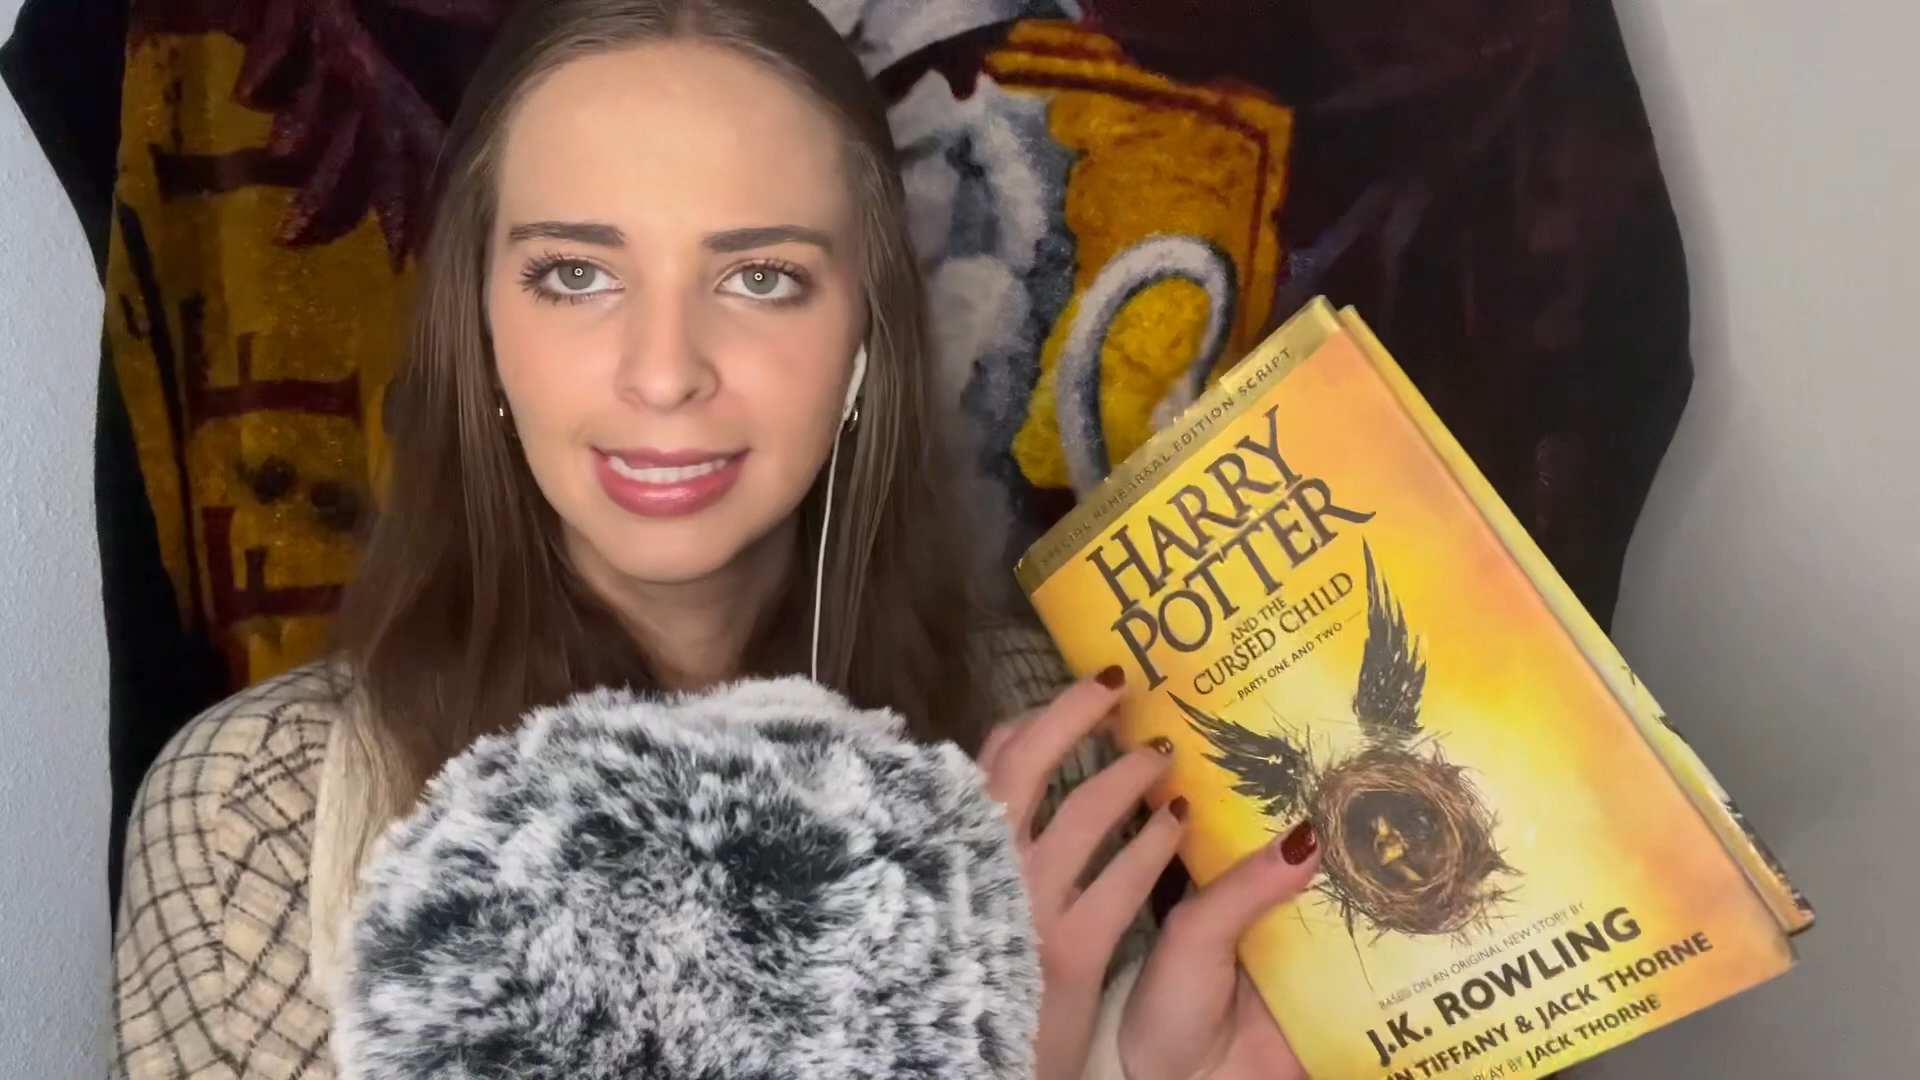 SPECIAL REHEARSAL EDITION SCRIPT
HARRY
POTTER
AND THE
CURSED CHILD
PARTS ONE AND TWO
BASED ON AN ORIGINAL NEW STORY BY
J.K. ROWLING
TIFFANY & JACK THORNE
BY JACK THORNE